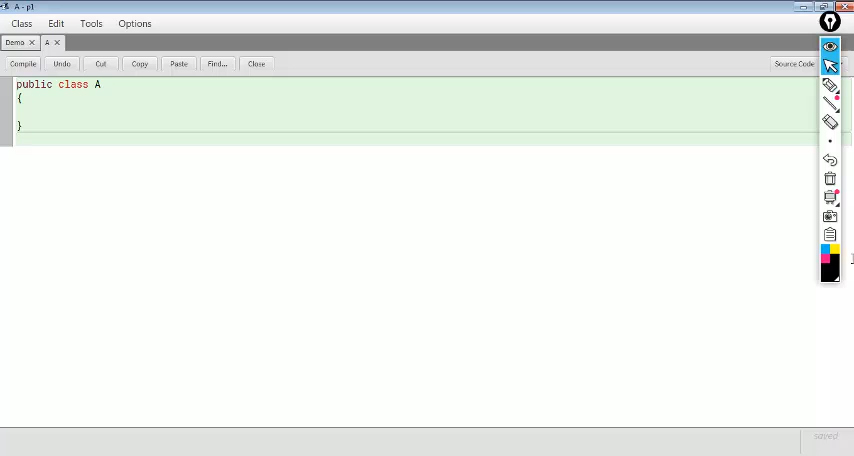 A - p1
Class Edit Tools Options
Demo A
Compile Undo Cut Copy Paste Find... Close Source Code
public class A
{
}
saved